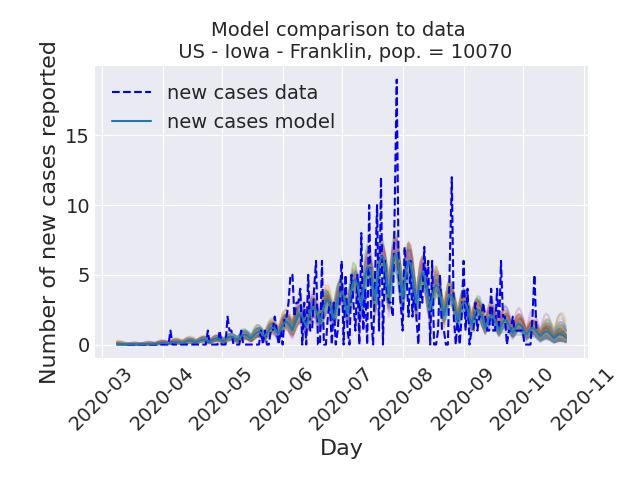 Model comparison to data
US - Iowa - Franklin, pop. = 10070
Number of new cases reported
new cases data
new cases model
15
10
5
0
2020-03
2020-04
2020-05
2020-06
2020-07
2020-08
2020-09
2020-10
2020-11
Day